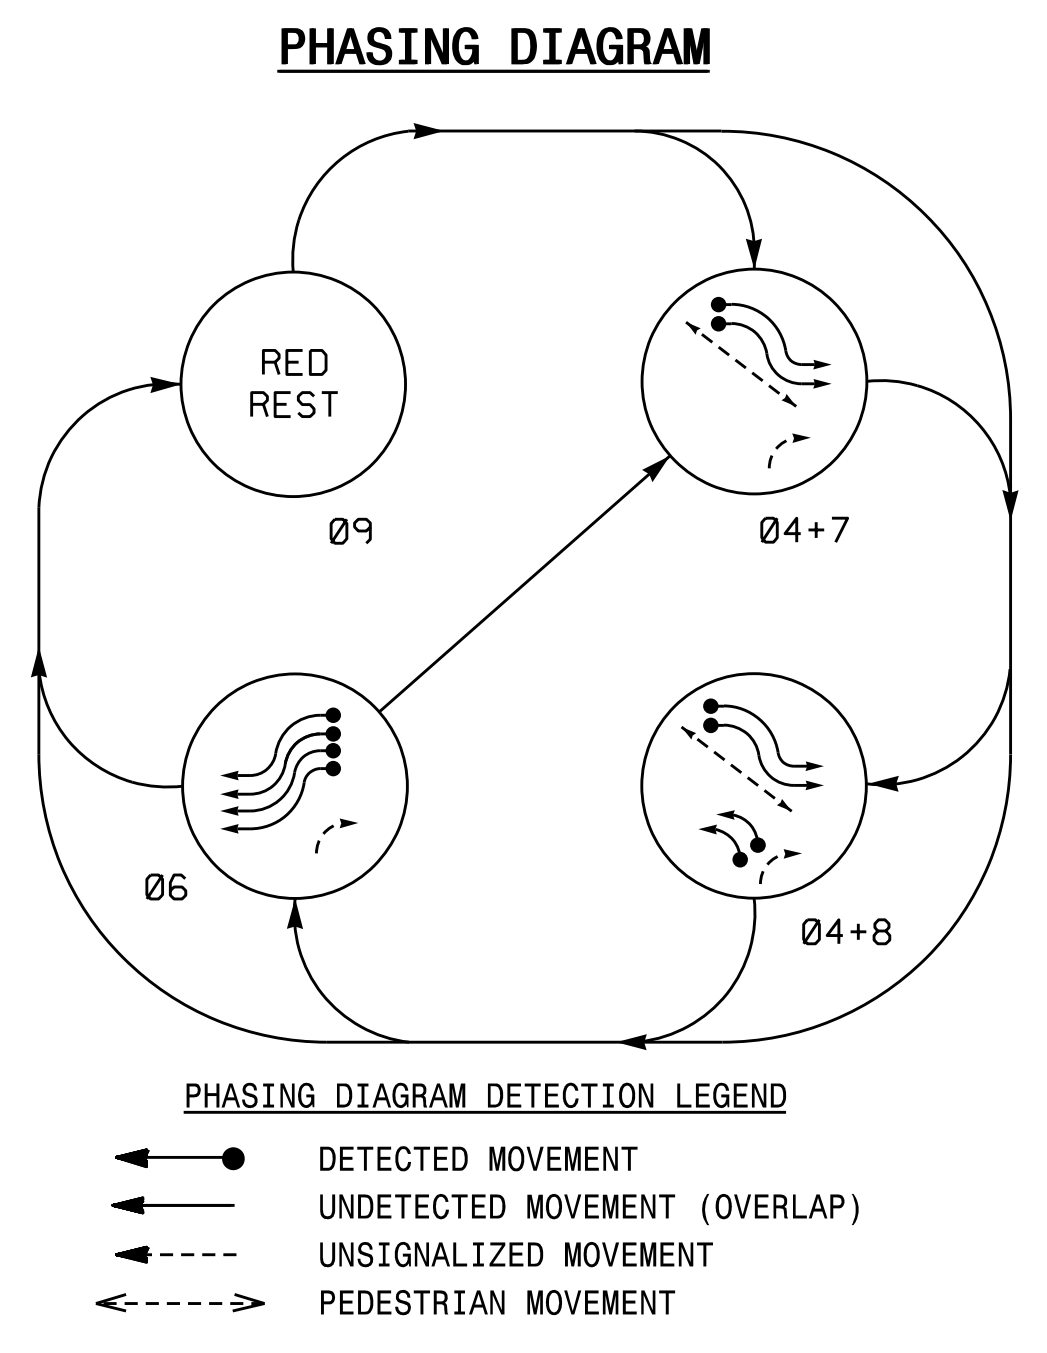 PHASING DIAGRAM
RED
REST
Ø9
Ø4+7
Ø6
Ø4+8
PHASING DIAGRAM DETECTION LEGEND
DETECTED MOVEMENT
UNDETECTED MOVEMENT (OVERLAP)
UNSIGNALIZED MOVEMENT
PEDESTRIAN MOVEMENT